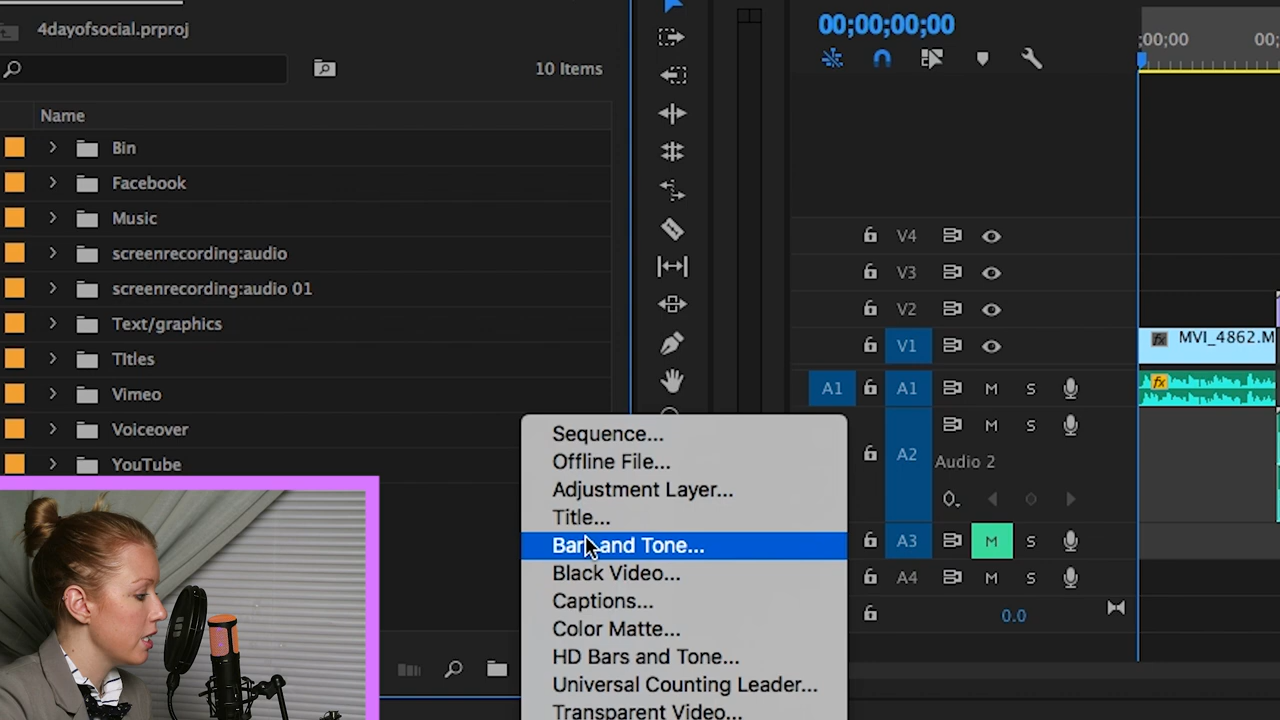 4dayofsocial.prproj
10 Items
Name
Bin
Facebook
Music
screenrecording:audio
screenrecording:audio 01
Text/graphics
TItles
Vimeo
Voiceover
YouTube
Sequence...
Offline File...
Adjustment Layer...
Title...
Bars and Tone...
Black Video...
Captions...
Color Matte...
HD Bars and Tone...
Universal Counting Leader...
Transparent Video...
00;00;00;00
;00;00
00;
V4
V3
V2
V1
MVI_4862.M
fx
A1 A1 M S
fx
A2 M S
Audio 2
A3 M S
A4 M S
0.0